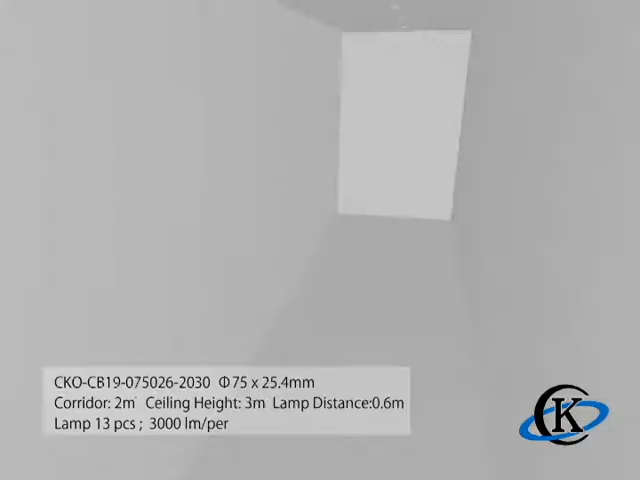 CKO-CB19-075026-2030 Φ75 x 25.4mm
Corridor: 2m Ceiling Height: 3m Lamp Distance:0.6m
Lamp 13 pcs ; 3000 lm/per
CK